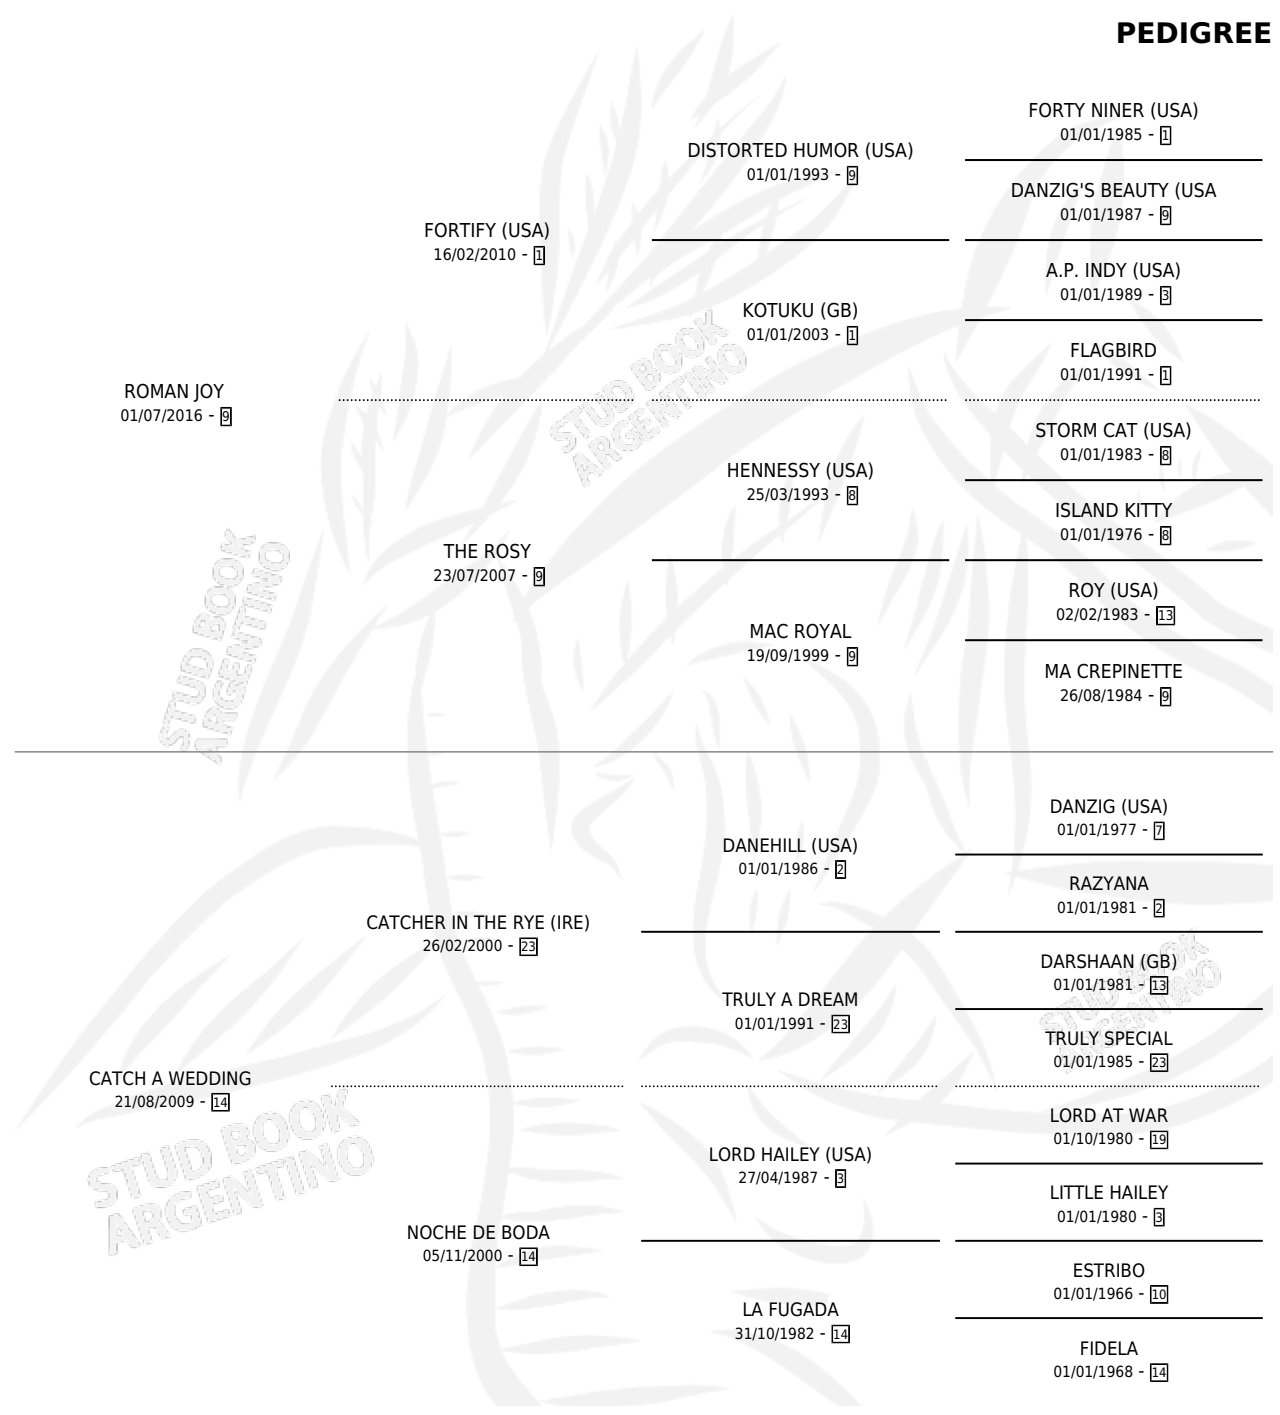 PEDIGREE
FORTY NINER (USA)
01/01/1985 - 1
DISTORTED HUMOR (USA)
01/01/1993 - 9
DANZIG'S BEAUTY (USA
01/01/1987 - 9
FORTIFY (USA)
16/02/2010 - 1
A.P. INDY (USA)
01/01/1989 - 3
KOTUKU (GB)
01/01/2003 - 1
FLAGBIRD
01/01/1991 - 1
ROMAN JOY
01/07/2016 - 9
STORM CAT (USA)
01/01/1983 - 8
HENNESSY (USA)
25/03/1993 - 8
ISLAND KITTY
01/01/1976 - 8
THE ROSY
23/07/2007 - 9
ROY (USA)
02/02/1983 - 13
MAC ROYAL
19/09/1999 - 9
MA CREPINETTE
26/08/1984 - 9
DANZIG (USA)
01/01/1977 - 7
DANEHILL (USA)
01/01/1986 - 2
RAZYANA
01/01/1981 - 2
CATCHER IN THE RYE (IRE)
26/02/2000 - 23
DARSHAAN (GB)
01/01/1981 - 13
TRULY A DREAM
01/01/1991 - 23
TRULY SPECIAL
01/01/1985 - 23
CATCH A WEDDING
21/08/2009 - 14
LORD AT WAR
01/10/1980 - 19
LORD HAILEY (USA)
27/04/1987 - 3
LITTLE HAILEY
01/01/1980 - 3
NOCHE DE BODA
05/11/2000 - 14
ESTRIBO
01/01/1966 - 10
LA FUGADA
31/10/1982 - 14
FIDELA
01/01/1968 - 14
STUD BOOK
ARGENTINO
STUD BOOK
ARGENTINO
STUD BOOK
ARGENTINO
STUD BOOK
ARGENTINO